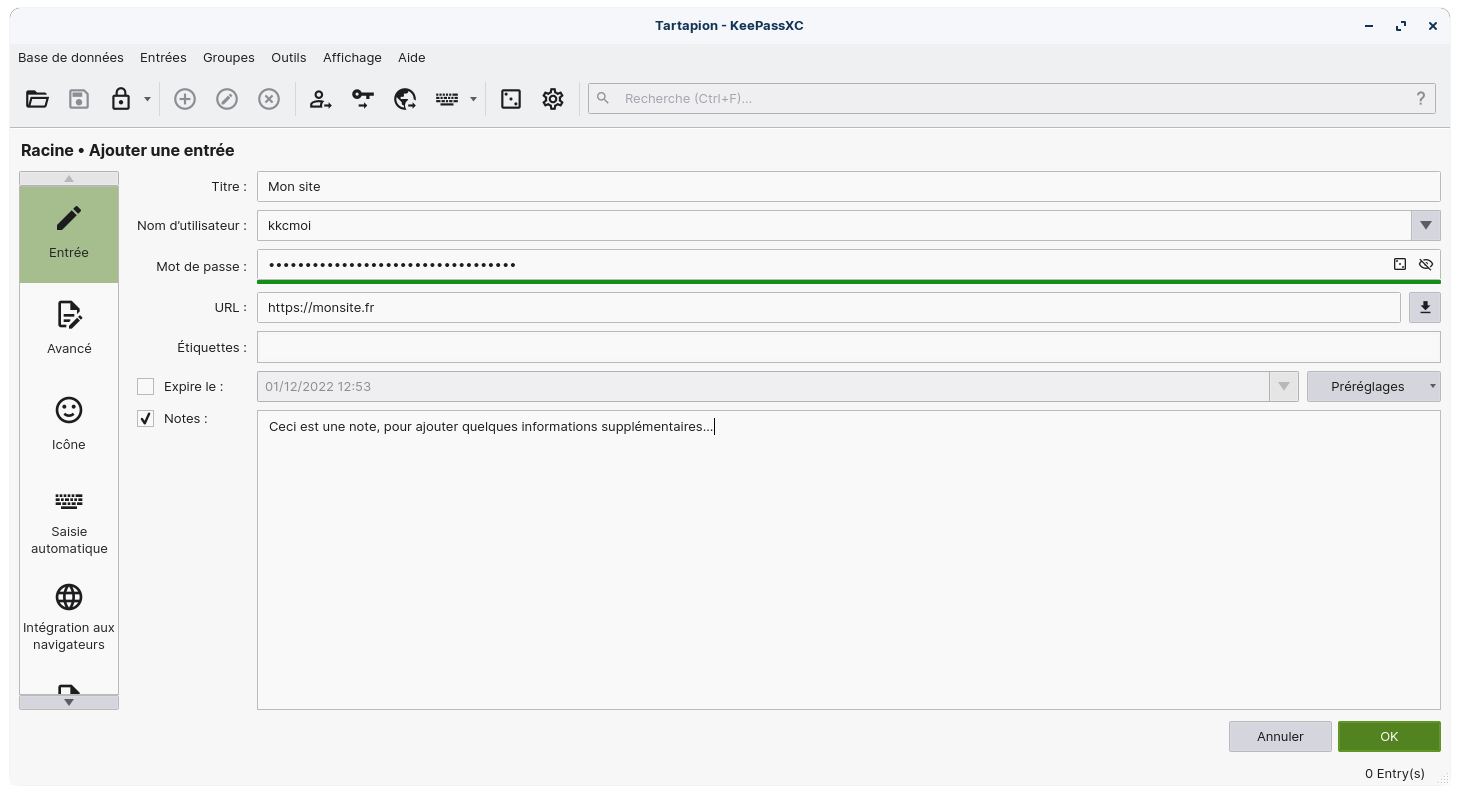 Tartapion - KeePassXC
Base de données Entrées Groupes Outils Affichage Aide
Recherche (Ctrl+F)... ?
Racine • Ajouter une entrée
Titre : Mon site
Entrée
Nom d’utilisateur : kkcmoi
Mot de passe : ••••••••••••••••••••••••••••••••••
URL : https://monsite.fr
Avancé
Étiquettes :
Expire le : 01/12/2022 12:53 Préréglages
Notes : Ceci est une note, pour ajouter quelques informations supplémentaires...
Icône
Saisie
automatique
Intégration aux
navigateurs
Annuler OK
0 Entry(s)